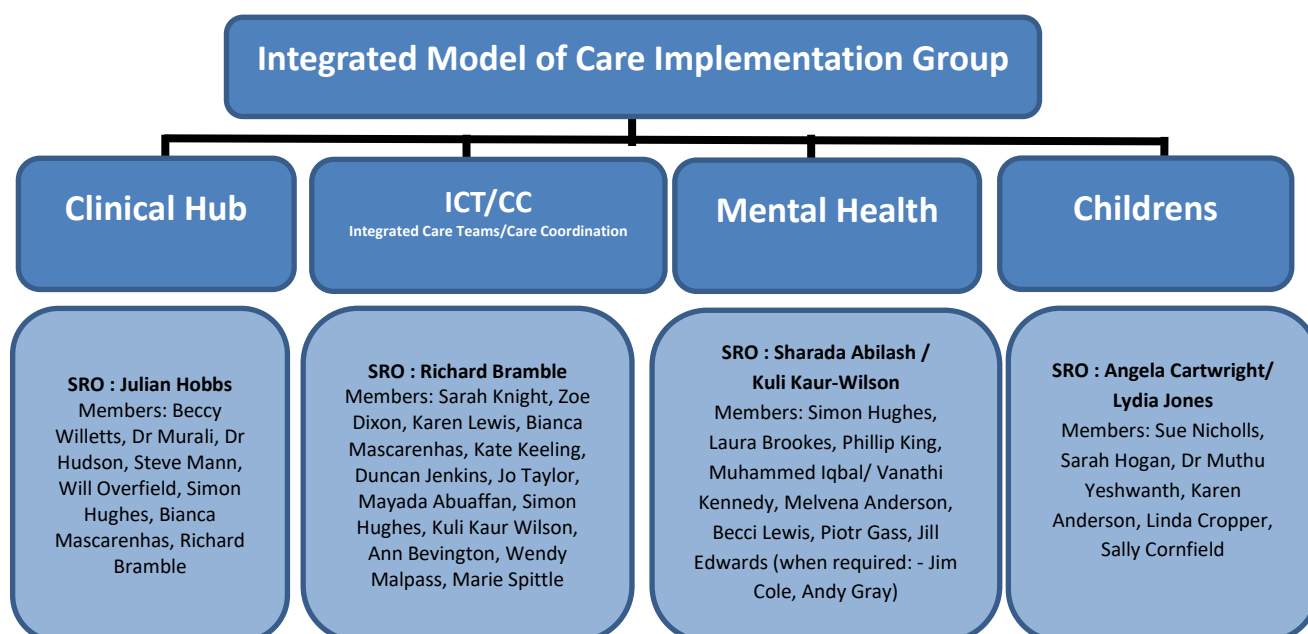 Integrated Model of Care Implementation Group
Clinical Hub
ICT/CC
Integrated Care Teams/Care Coordination
Mental Health
Childrens
SRO : Julian Hobbs
Members: Beccy
Willetts, Dr Murali, Dr
Hudson, Steve Mann,
Will Overfield, Simon
Hughes, Bianca
Mascarenhas, Richard
Bramble
SRO : Richard Bramble
Members: Sarah Knight, Zoe
Dixon, Karen Lewis, Bianca
Mascarenhas, Kate Keeling,
Duncan Jenkins, Jo Taylor,
Mayada Abuaffan, Simon
Hughes, Kuli Kaur Wilson,
Ann Bevington, Wendy
Malpass, Marie Spittle
SRO : Sharada Abilash /
Kuli Kaur-Wilson
Members: Simon Hughes,
Laura Brookes, Phillip King,
Muhammed Iqbal/ Vanathi
Kennedy, Melvena Anderson,
Becci Lewis, Piotr Gass, Jill
Edwards (when required: - Jim
Cole, Andy Gray)
SRO : Angela Cartwright/
Lydia Jones
Members: Sue Nicholls,
Sarah Hogan, Dr Muthu
Yeshwanth, Karen
Anderson, Linda Cropper,
Sally Cornfield